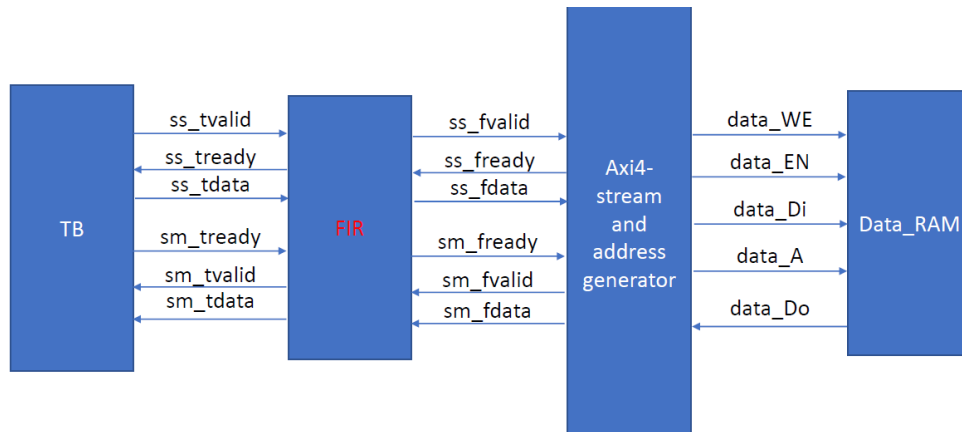 TB
ss_tvalid
ss_tready
ss_tdata
sm_tready
sm_tvalid
sm_tdata
FIR
ss_fvalid
ss_fready
ss_fdata
sm_fready
sm_fvalid
sm_fdata
Axi4-
stream
and
address
generator
data_WE
data_EN
data_Di
data_A
data_Do
Data_RAM